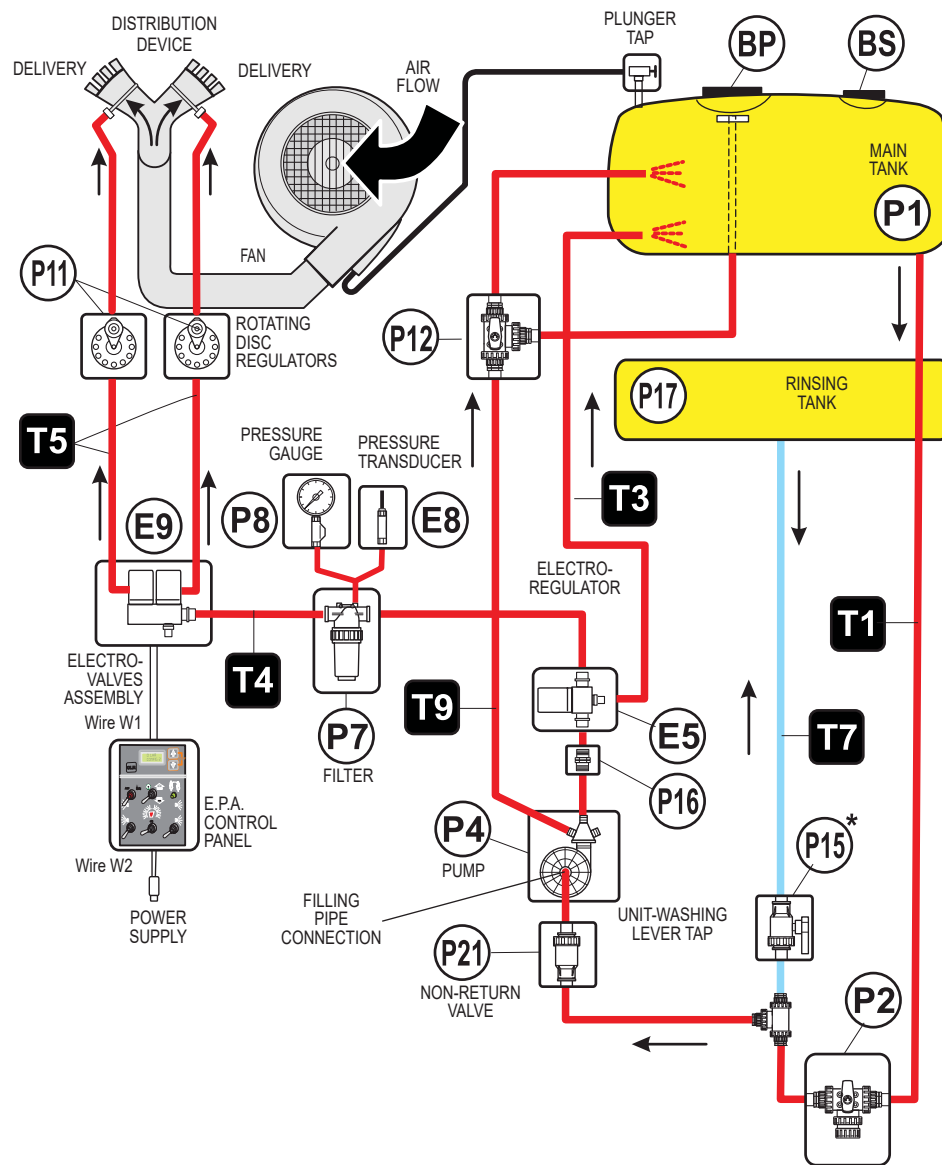 DISTRIBUTION
DEVICE
DELIVERY
DELIVERY
AIR
FLOW
PLUNGER
TAP
BP
BS
MAIN
TANK
P1
FAN
P11
ROTATING
DISC
REGULATORS
P12
P17
RINSING
TANK
T5
PRESSURE
GAUGE
PRESSURE
TRANSDUCER
T3
E9
P8
E8
ELECTRO-
REGULATOR
T1
ELECTRO-
VALVES
ASSEMBLY
T4
T9
E5
T7
Wire W1
P7
FILTER
P16
E.P.A.
CONTROL
PANEL
P4
PUMP
P15*
Wire W2
POWER
SUPPLY
FILLING
PIPE
CONNECTION
UNIT-WASHING
LEVER TAP
P21
NON-RETURN
VALVE
P2